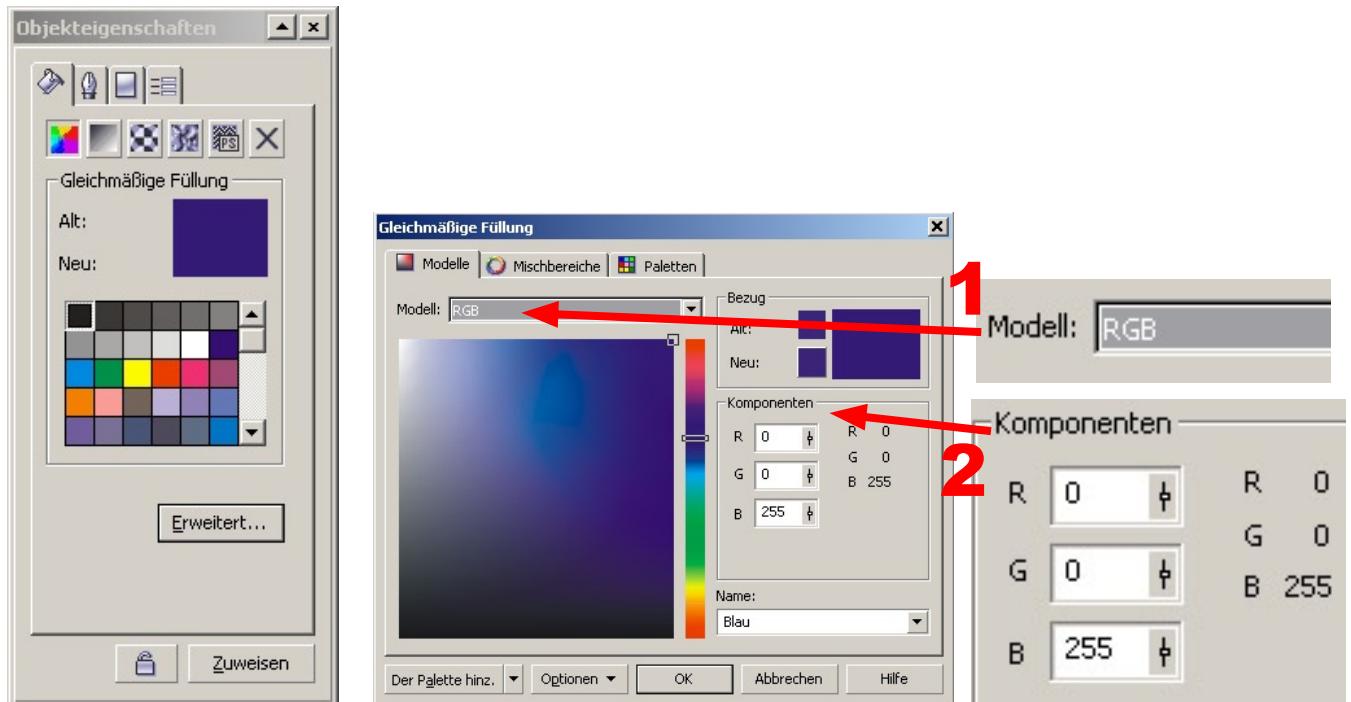 Objekteigenschaften
PS
Gleichmäßige Füllung
Alt:
Neu:
Erweitert...
Zuweisen
Gleichmäßige Füllung
Modelle Mischbereiche Paletten
Modell: RGB
Bezug
Alt:
Neu:
Komponenten
R 0 R 0
G 0 G 0
B 255 B 255
Name:
Blau
Der Palette hinz. Optionen OK Abbrechen Hilfe
1
Modell: RGB
2
Komponenten
R 0 R 0
G 0 G 0
B 255 B 255